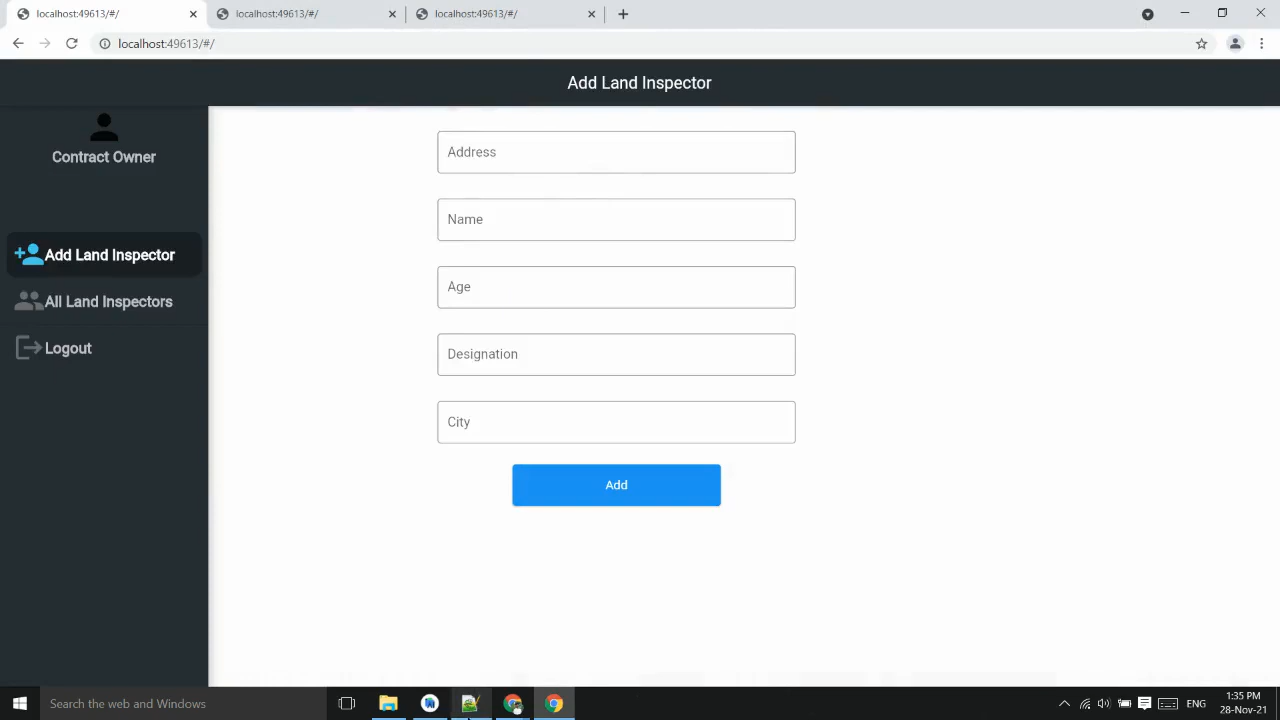 localhost:49613/#/
localhost:49613/#/
localhost:49613/#/
localhost:49613/#/
Add Land Inspector
Contract Owner
Add Land Inspector
All Land Inspectors
Logout
Address
Name
Age
Designation
City
Add
Search the web and Windows
ENG
1:35 PM
28-Nov-21